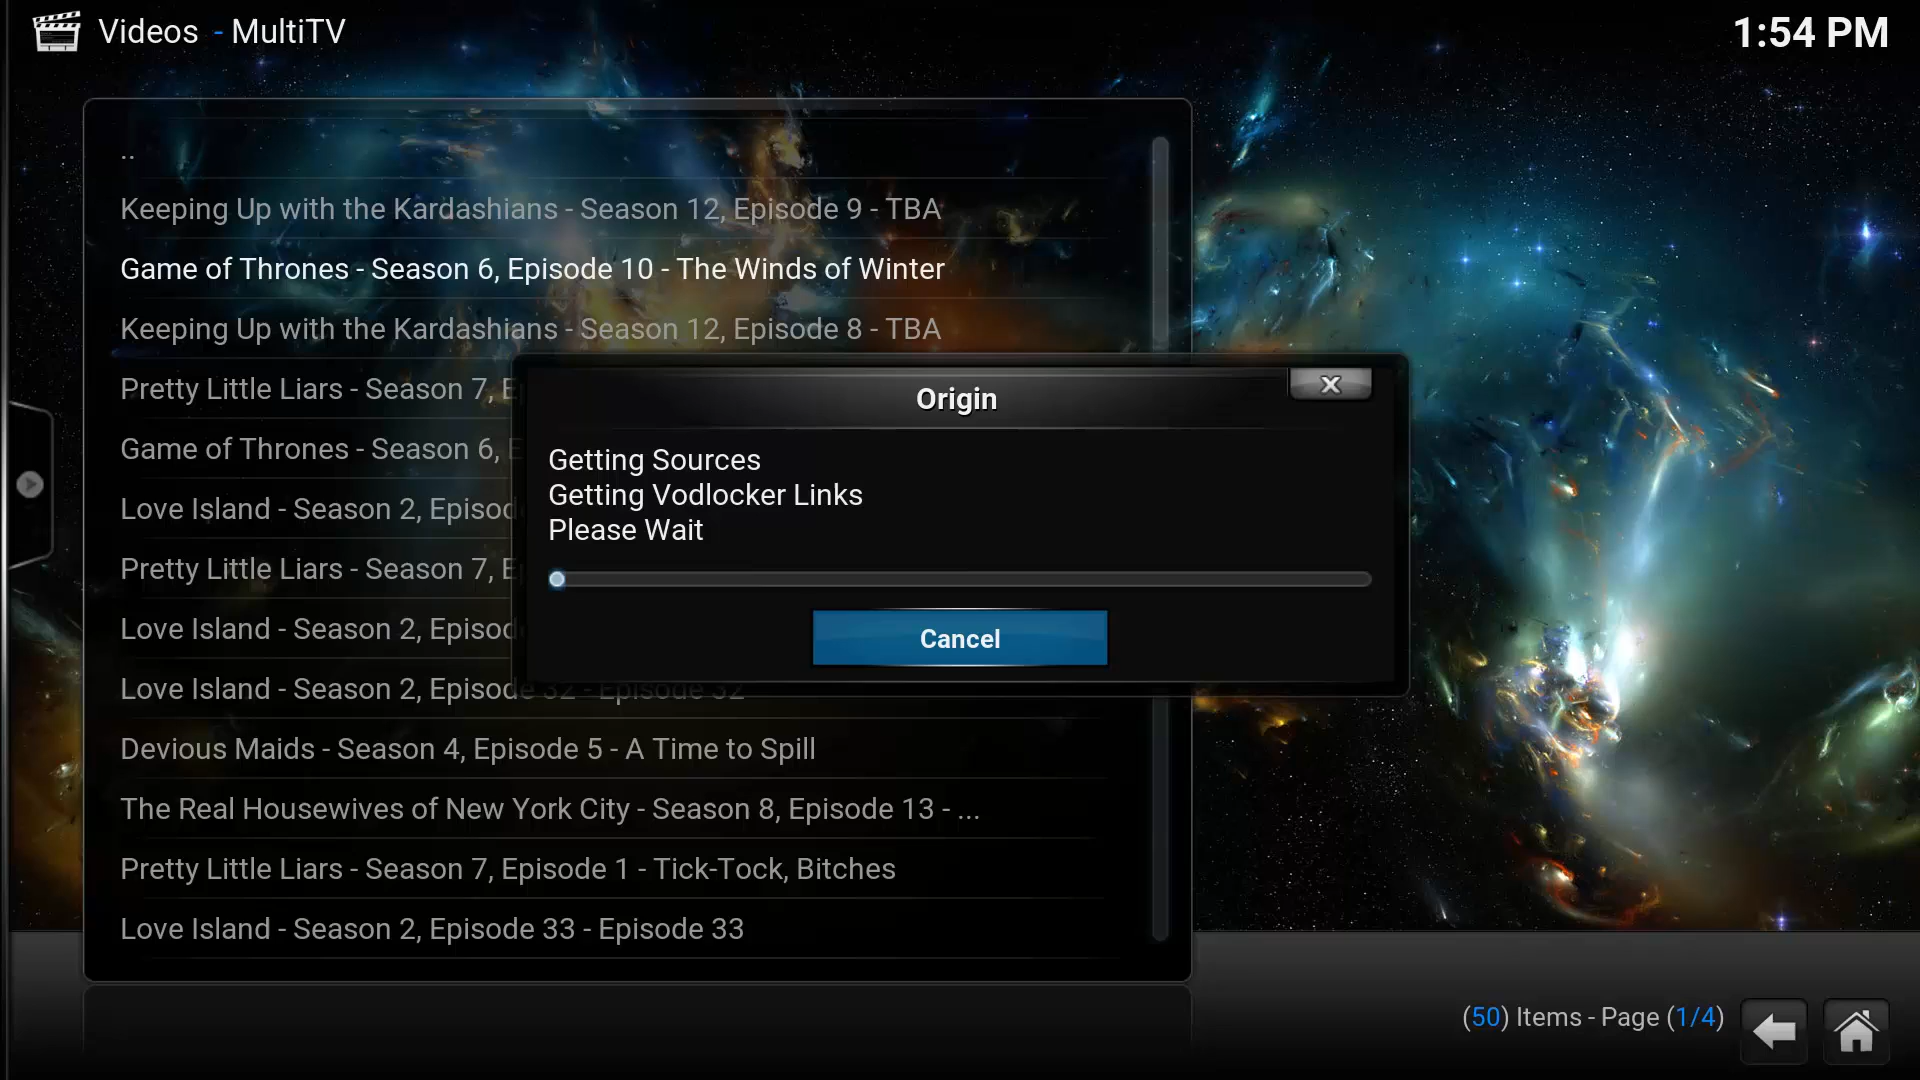 Videos - MultiTV
1:54 PM
..
Keeping Up with the Kardashians - Season 12, Episode 9 - TBA
Game of Thrones - Season 6, Episode 10 - The Winds of Winter
Keeping Up with the Kardashians - Season 12, Episode 8 - TBA
Pretty Little Liars - Season 7, E
Game of Thrones - Season 6, E
Love Island - Season 2, Episod
Pretty Little Liars - Season 7, E
Love Island - Season 2, Episod
Love Island - Season 2, Episode 32 - Episode 32
Devious Maids - Season 4, Episode 5 - A Time to Spill
The Real Housewives of New York City - Season 8, Episode 13 - ...
Pretty Little Liars - Season 7, Episode 1 - Tick-Tock, Bitches
Love Island - Season 2, Episode 33 - Episode 33
Origin
x
Getting Sources
Getting Vodlocker Links
Please Wait
Cancel
(50) Items - Page (1/4)